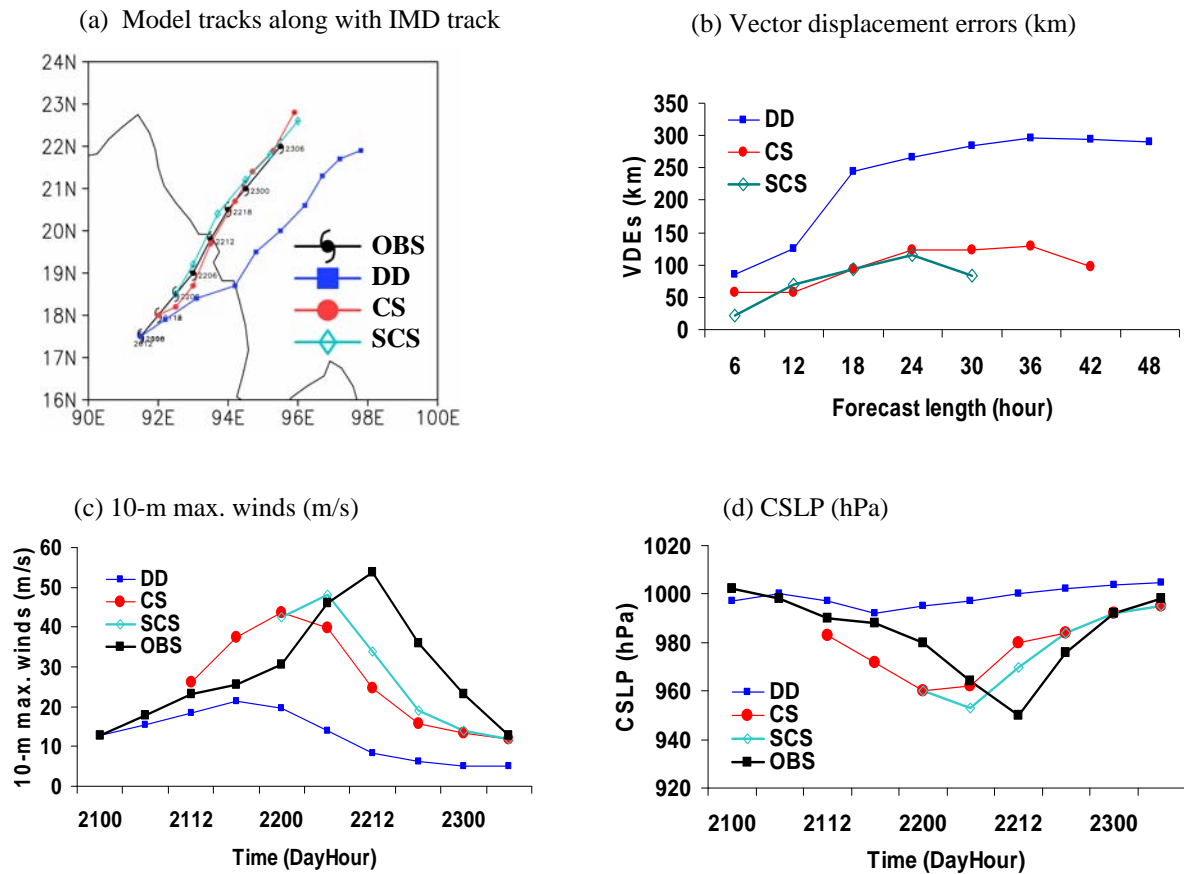 (a) Model tracks along with IMD track
24N
23N
22N
21N
20N
19N
18N
17N
16N
90E 92E 94E 96E 98E 100E
2306
2300
2218
2212
2206
OBS
DD
CS
SCS
(b) Vector displacement errors (km)
VDEs (km)
350
300
250
200
150
100
50
0
DD
CS
SCS
6 12 18 24 30 36 42 48
Forecast length (hour)
(c) 10-m max. winds (m/s)
10-m max. winds (m/s)
60
50
40
30
20
10
0
DD
CS
SCS
OBS
2100 2112 2200 2212 2300
Time (DayHour)
(d) CSLP (hPa)
CSLP (hPa)
1020
1000
980
960
940
920
DD
CS
SCS
OBS
2100 2112 2200 2212 2300
Time (DayHour)